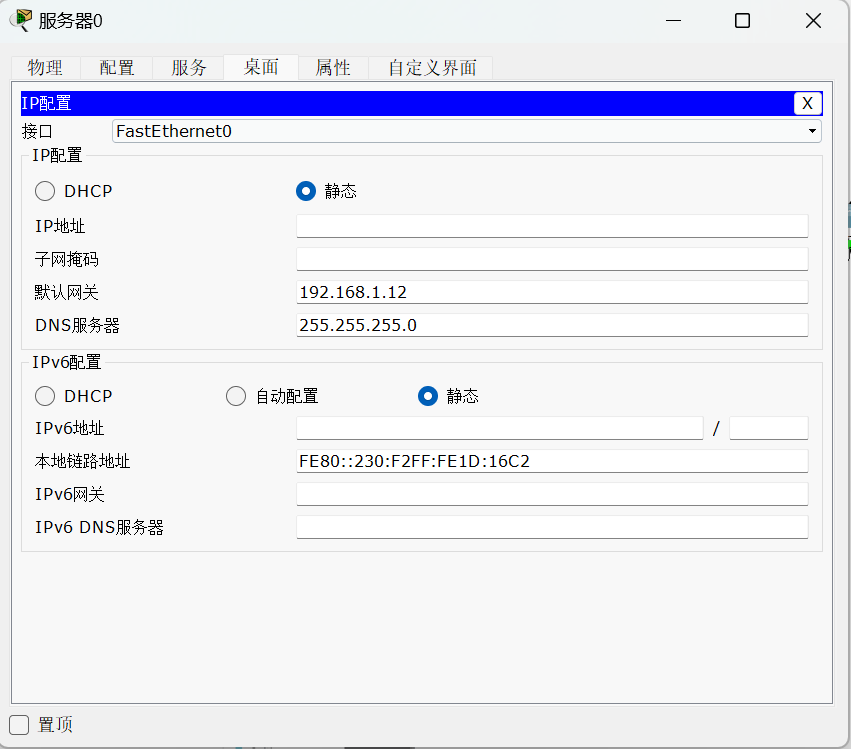 服务器0
物理 配置 服务 桌面 属性 自定义界面
IP配置 X
接口 FastEthernet0
IP配置
DHCP 静态
IP地址
子网掩码
默认网关 192.168.1.12
DNS服务器 255.255.255.0
IPv6配置
DHCP 自动配置 静态
IPv6地址 /
本地链路地址 FE80::230:F2FF:FE1D:16C2
IPv6网关
IPv6 DNS服务器
置顶